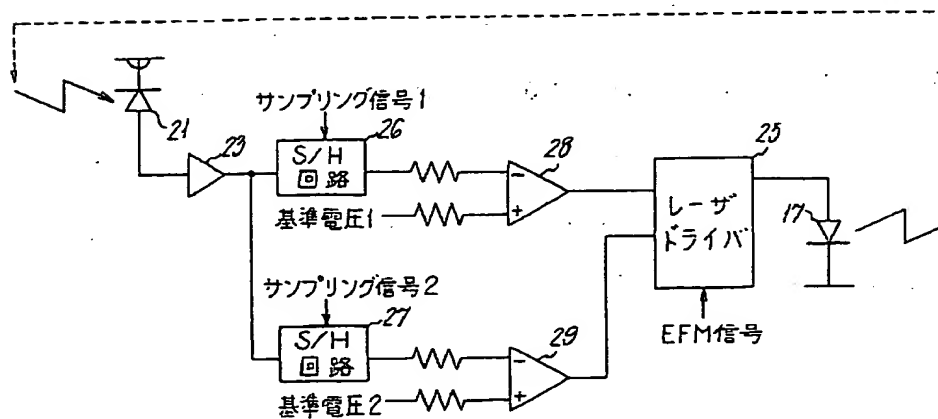 サンプリング信号1
21
23
S/H
回路
26
28
基準電圧1
25
レーザ
ドライバ
17
EFM信号
サンプリング信号2
S/H
回路
27
29
基準電圧2